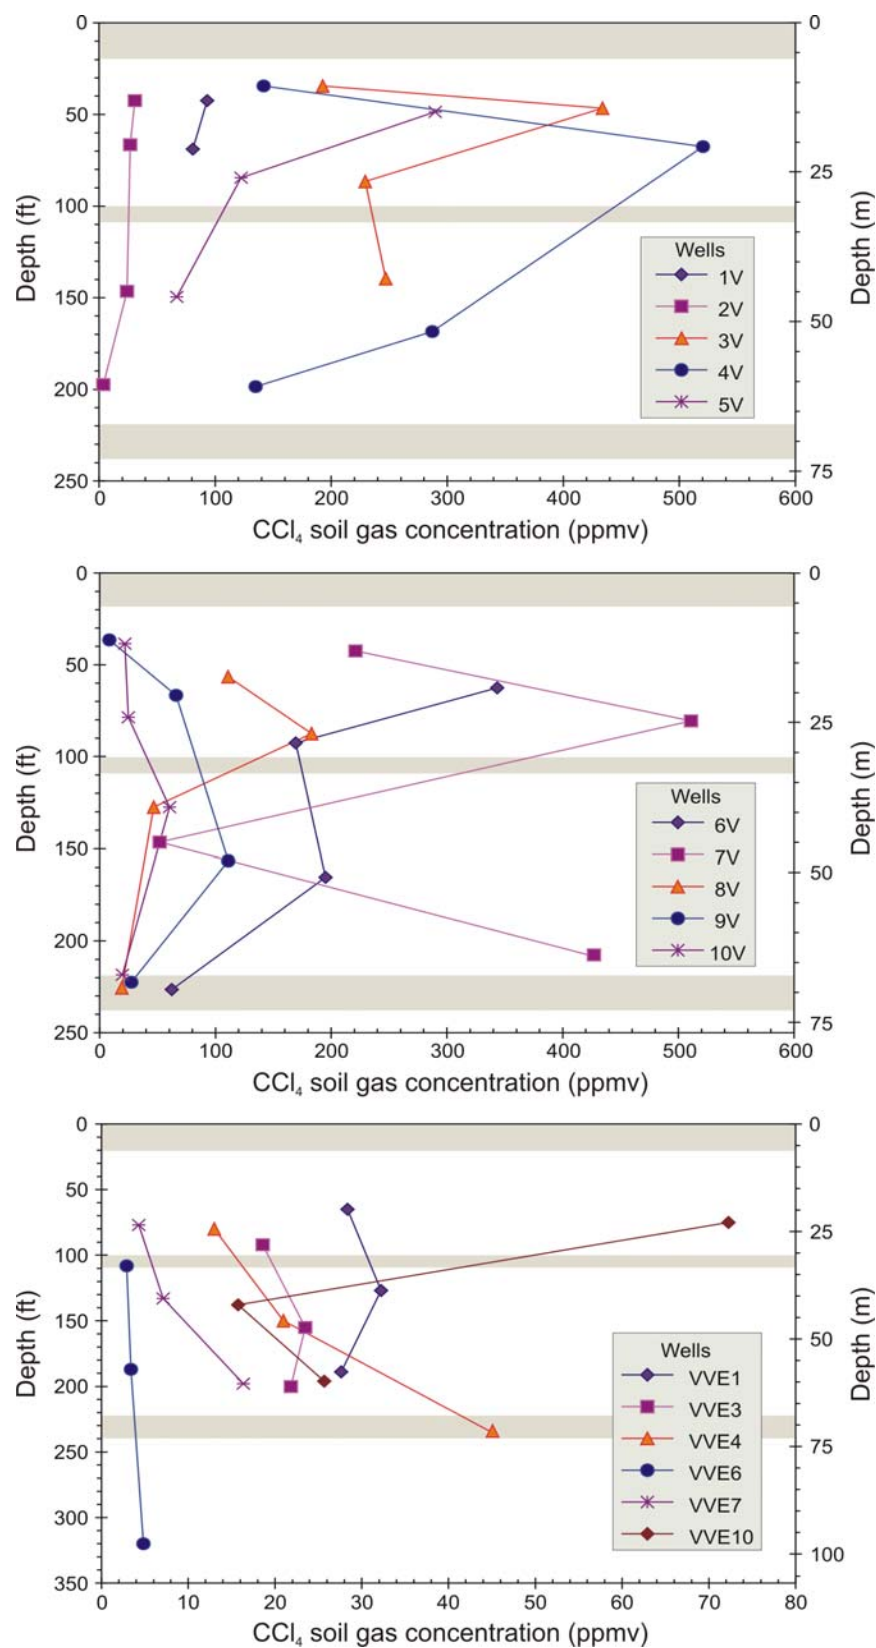 0
50
100
150
200
250
Depth (ft)
0
25
50
75
Depth (m)
Wells
1V
2V
3V
4V
5V
0 100 200 300 400 500 600
CCl₄ soil gas concentration (ppmv)
0
50
100
150
200
250
Depth (ft)
0
25
50
75
Depth (m)
Wells
6V
7V
8V
9V
10V
0 100 200 300 400 500 600
CCl₄ soil gas concentration (ppmv)
0
50
100
150
200
250
300
350
Depth (ft)
0
25
50
75
100
Depth (m)
Wells
VVE1
VVE3
VVE4
VVE6
VVE7
VVE10
0 10 20 30 40 50 60 70 80
CCl₄ soil gas concentration (ppmv)